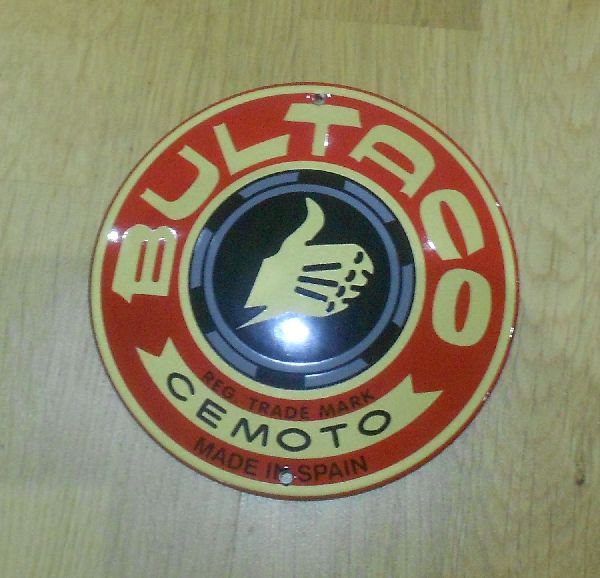 BULTACO
REG TRADE MARK
CEMOTO
MADE IN SPAIN